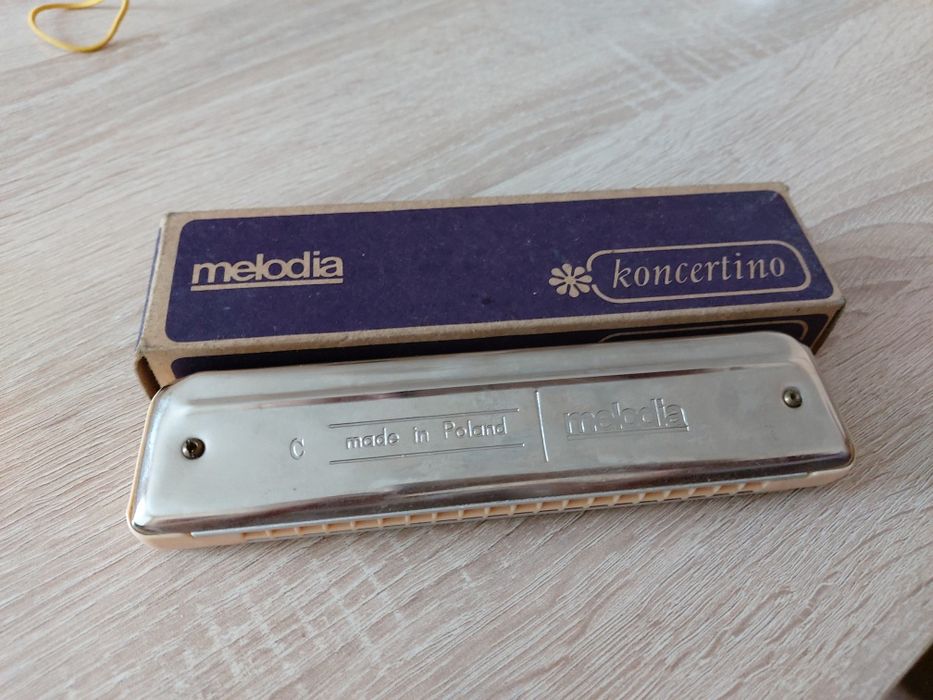 melodia
koncertino
C made in Poland melodia